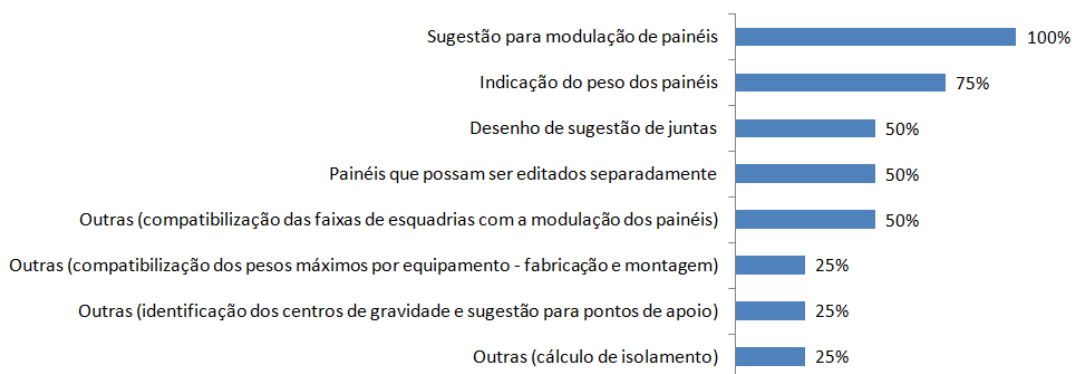 Sugestão para modulação de painéis 100%
Indicação do peso dos painéis 75%
Desenho de sugestão de juntas 50%
Painéis que possam ser editados separadamente 50%
Outras (compatibilização das faixas de esquadrias com a modulação dos painéis) 50%
Outras (compatibilização dos pesos máximos por equipamento - fabricação e montagem) 25%
Outras (identificação dos centros de gravidade e sugestão para pontos de apoio) 25%
Outras (cálculo de isolamento) 25%